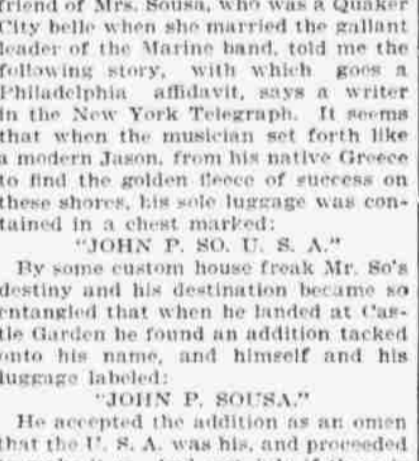 friend of Mrs. Sousa, who was a Quaker
City belle when she married the gallant
leader of the Marine band, told me the
following story, with which goes a
Philadelphia affidavit, says a writer
in the New York Telegraph. It seems
that when the musician set forth like
a modern Jason, from his native Greece
to find the golden fleece of success on
these shores, his sole luggage was con-
tained in a chest marked:
"JOHN P. SO. U. S. A."
By some custom house freak Mr. So's
destiny and his destination became so
entangled that when he landed at Cas-
tle Garden he found an addition tacked
onto his name, and himself and his
luggage labeled:
"JOHN P. SOUSA."
He accepted the addition as an omen
that the U. S. A. was his, and proceeded